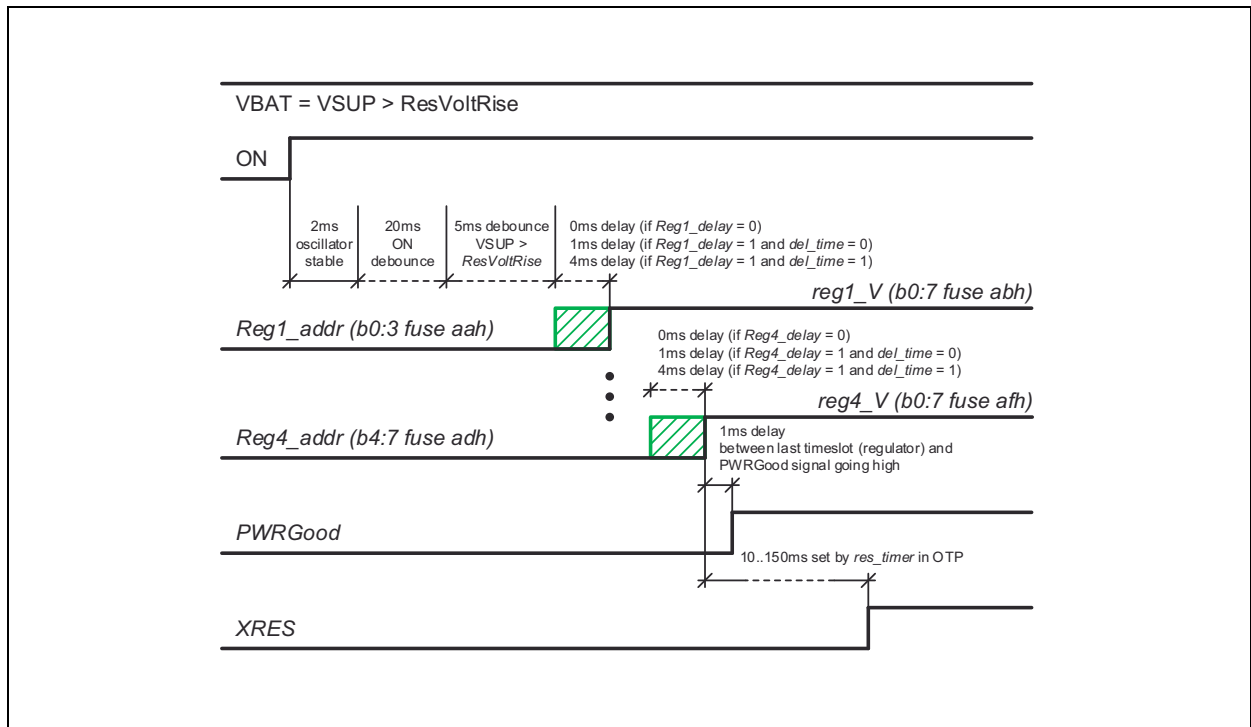 VBAT = VSUP > ResVoltRise
ON
2ms
oscillator
stable
20ms
ON
debounce
5ms debounce
VSUP >
ResVoltRise
0ms delay (if Reg1_delay = 0)
1ms delay (if Reg1_delay = 1 and del_time = 0)
4ms delay (if Reg1_delay = 1 and del_time = 1)
reg1_V (b0:7 fuse abh)
Reg1_addr (b0:3 fuse aah)
0ms delay (if Reg4_delay = 0)
1ms delay (if Reg4_delay = 1 and del_time = 0)
4ms delay (if Reg4_delay = 1 and del_time = 1)
reg4_V (b0:7 fuse afh)
Reg4_addr (b4:7 fuse adh)
1ms delay
between last timeslot (regulator) and
PWRGood signal going high
PWRGood
10..150ms set by res_timer in OTP
XRES